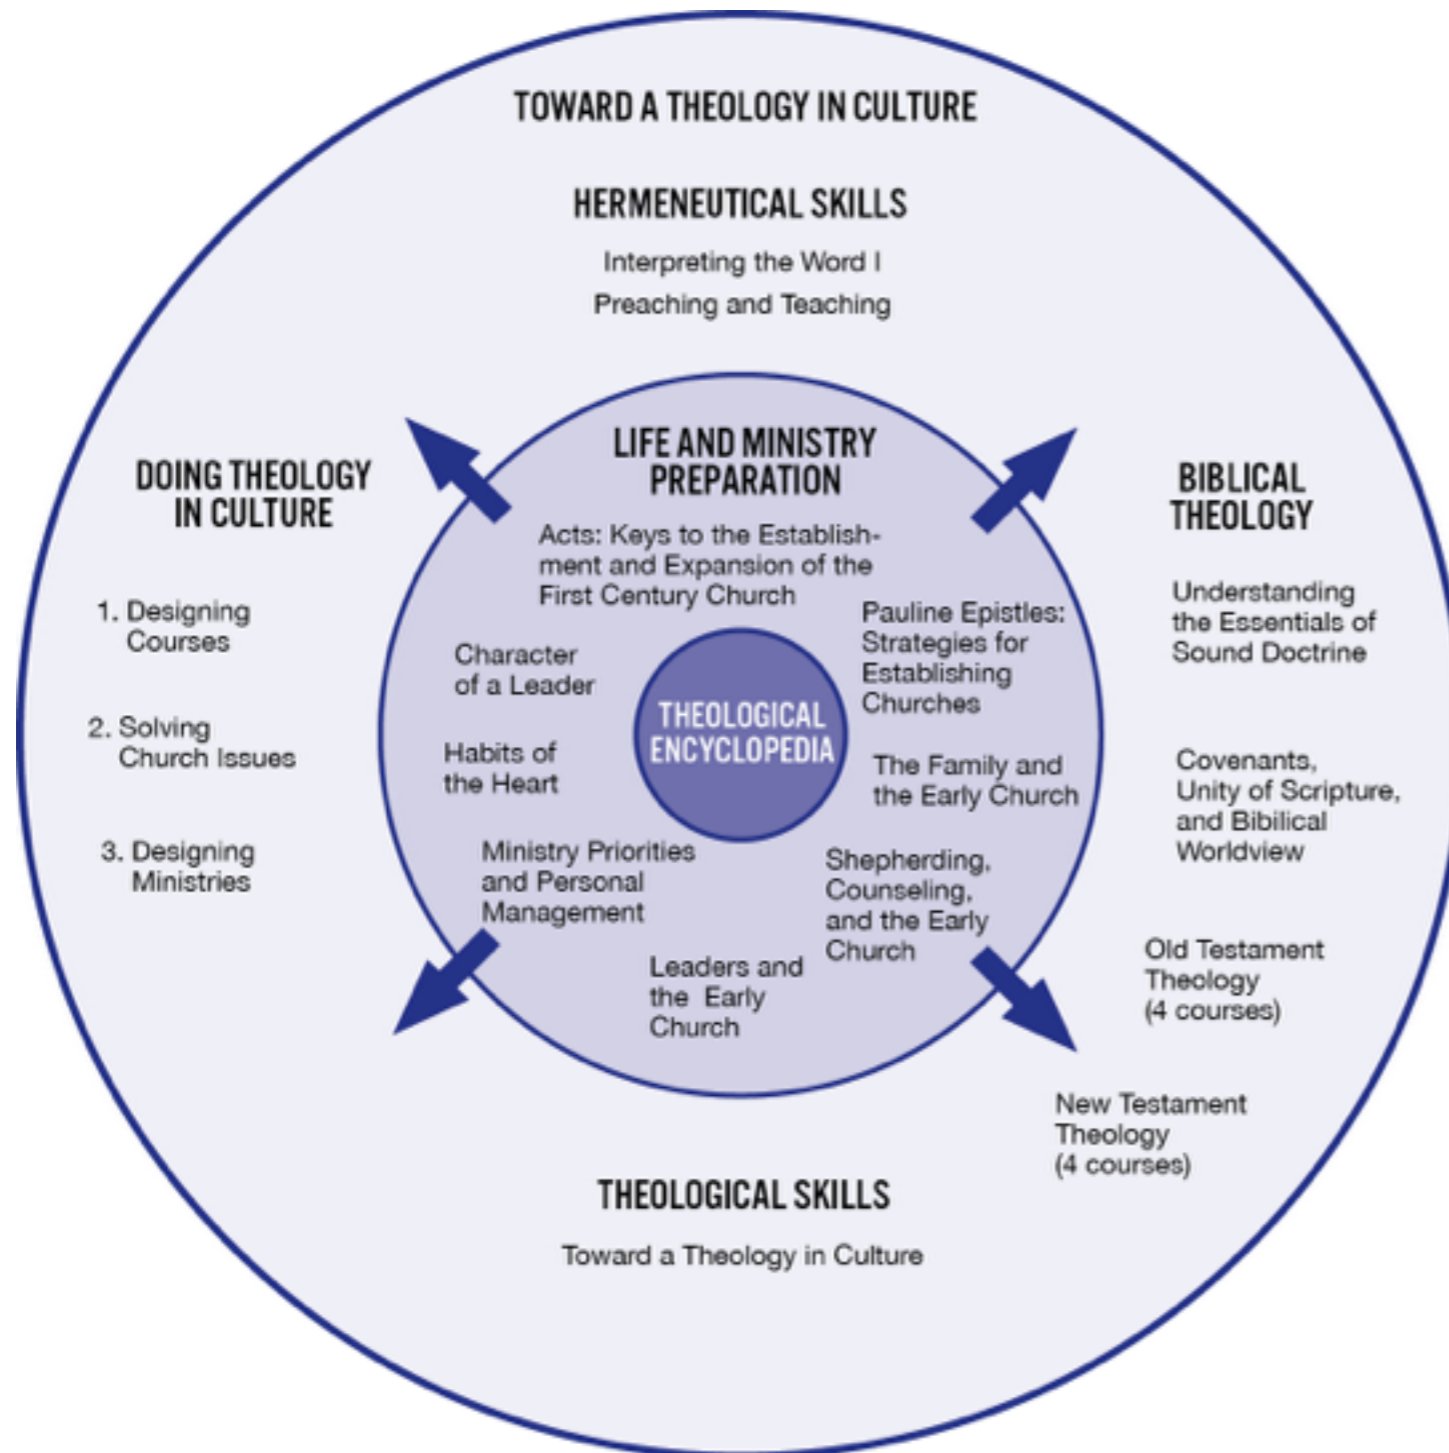 TOWARD A THEOLOGY IN CULTURE
HERMENEUTICAL SKILLS
Interpreting the Word I
Preaching and Teaching
DOING THEOLOGY
IN CULTURE
1. Designing
Courses
2. Solving
Church Issues
3. Designing
Ministries
LIFE AND MINISTRY
PREPARATION
Acts: Keys to the Establish-
ment and Expansion of the
First Century Church
Pauline Epistles:
Strategies for
Establishing
Churches
The Family and
the Early Church
Shepherding,
Counseling,
and the Early
Church
Leaders and
the Early
Church
Ministry Priorities
and Personal
Management
Habits of
the Heart
Character
of a Leader
THEOLOGICAL
ENCYCLOPEDIA
BIBLICAL
THEOLOGY
Understanding
the Essentials of
Sound Doctrine
Covenants,
Unity of Scripture,
and Bibilical
Worldview
Old Testament
Theology
(4 courses)
New Testament
Theology
(4 courses)
THEOLOGICAL SKILLS
Toward a Theology in Culture